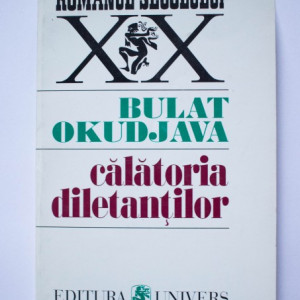 ROMANUL SECOLULUI
XX
BULAT
OKUDJAVA
călătoria
diletanţilor
EDITURA UNIVERS